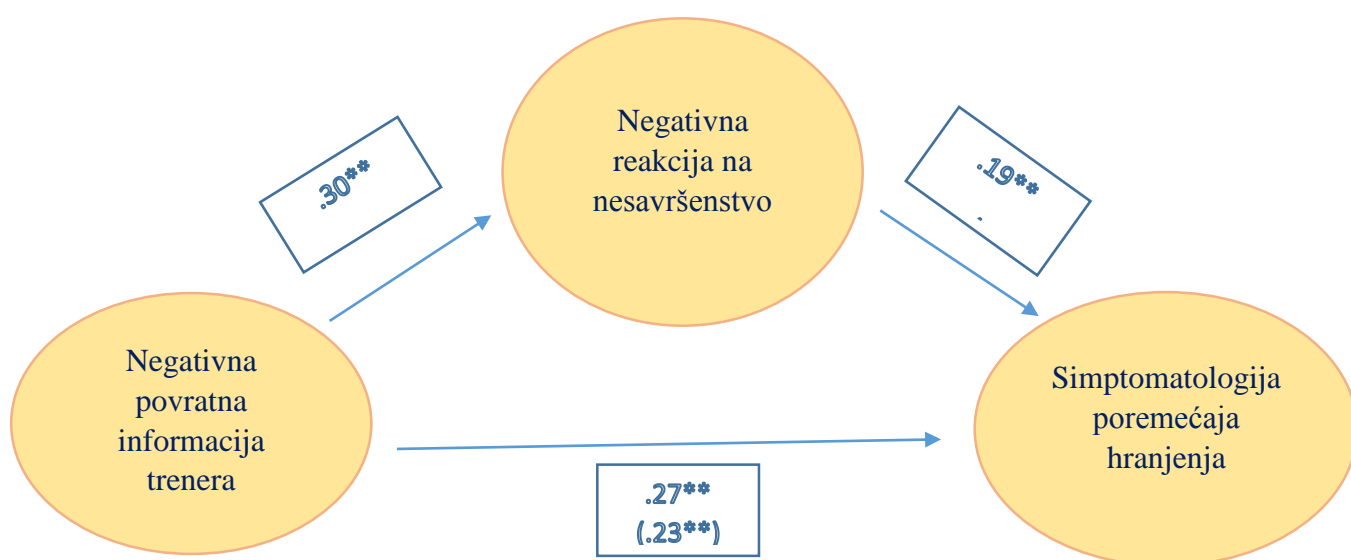 Negativna
reakcija na
nesavršenstvo
.30**
.19**
Negativna
povratna
informacija
trenera
Simptomatologija
poremećaja
hranjenja
.27**
(.23**)